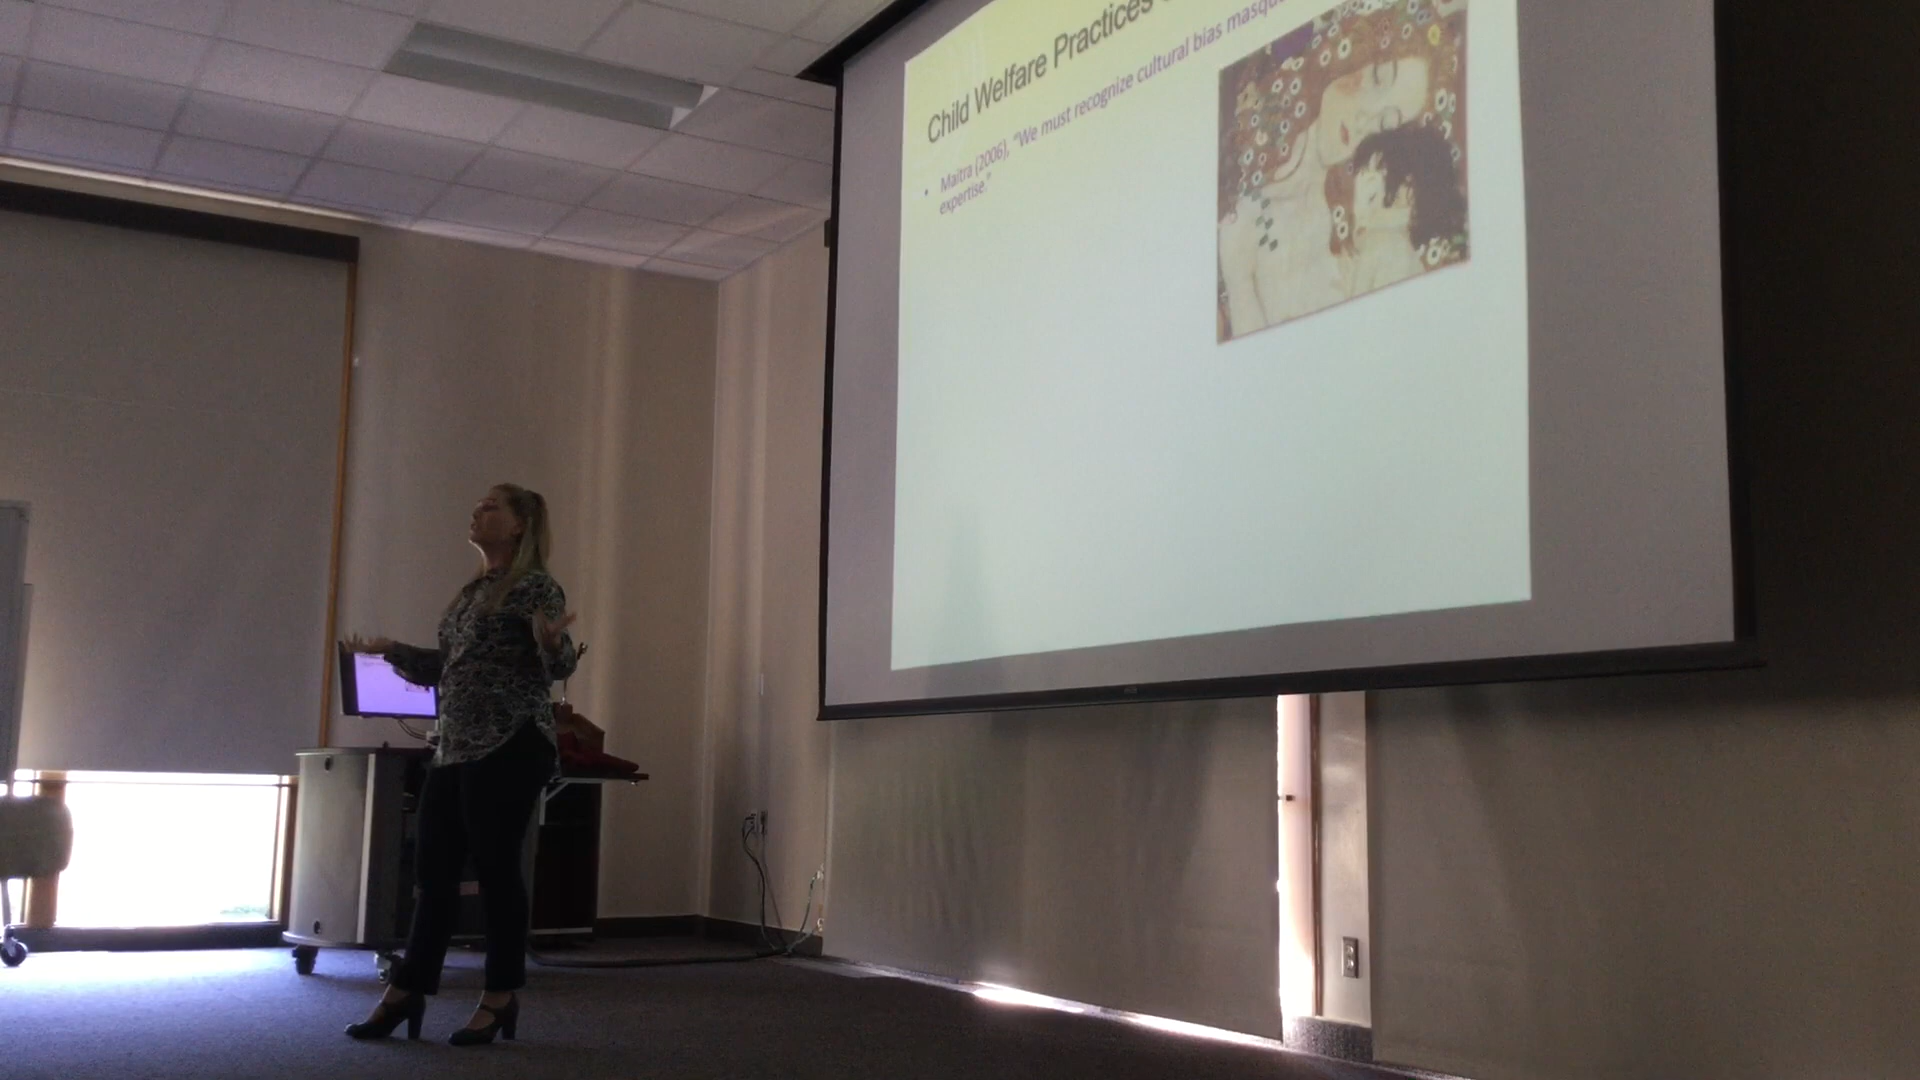 Child Welfare Practices
• Maitra (2006), “We must recognize cultural bias
expertise.”